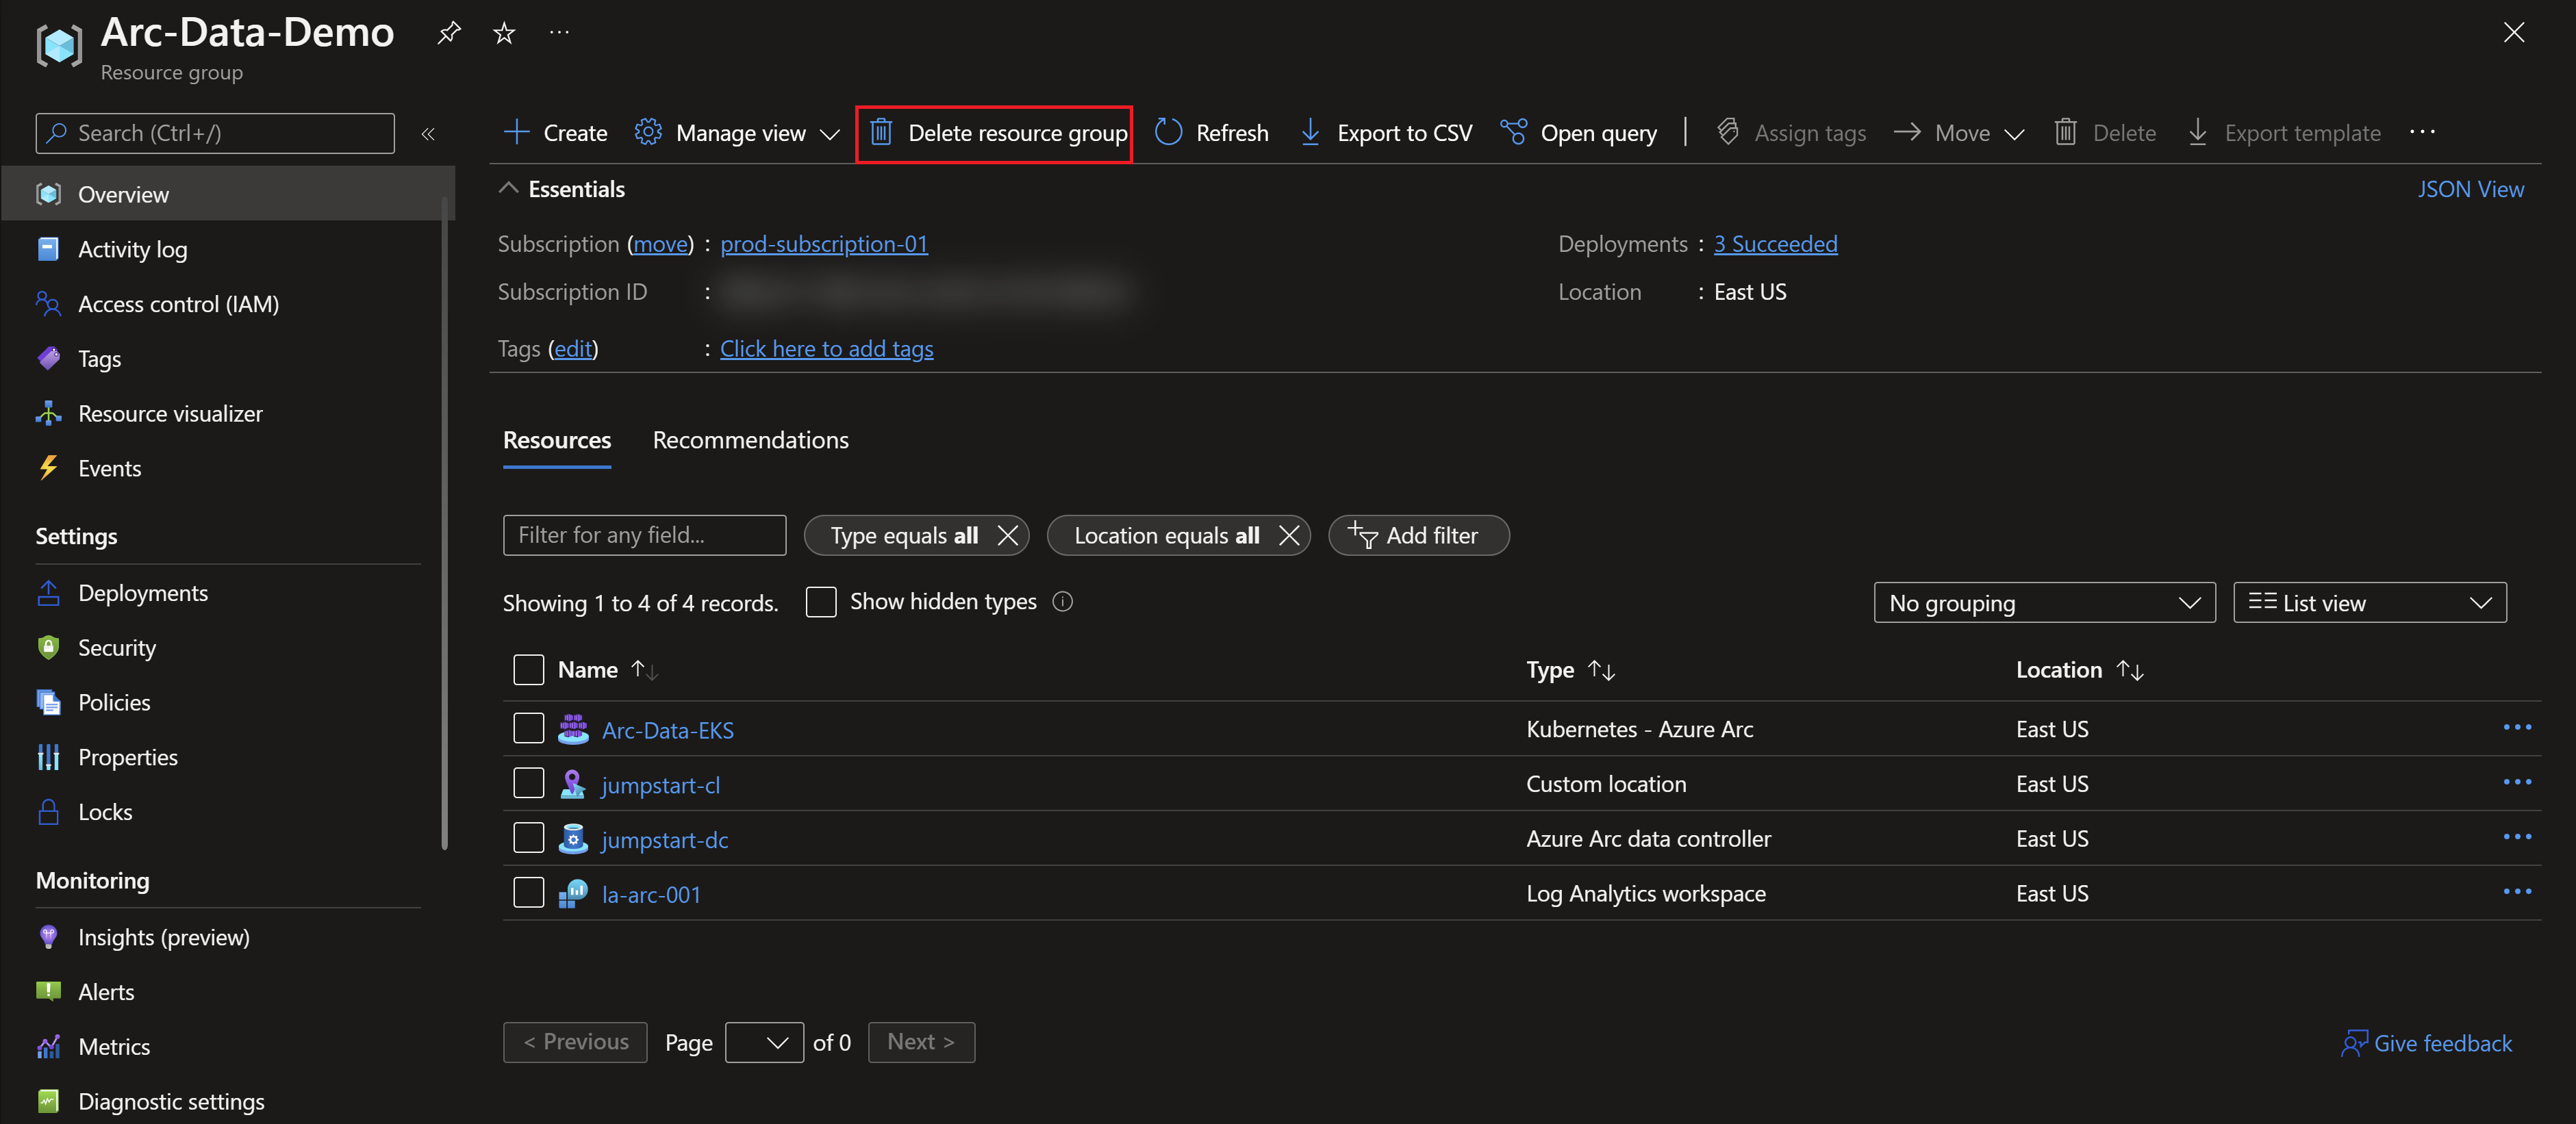 Arc-Data-Demo
Resource group
Search (Ctrl+/)
Overview
Activity log
Access control (IAM)
Tags
Resource visualizer
Events
Settings
Deployments
Security
Policies
Properties
Locks
Monitoring
Insights (preview)
Alerts
Metrics
Diagnostic settings
Create Manage view Delete resource group Refresh Export to CSV Open query Assign tags Move Delete Export template
Essentials JSON View
Subscription (move) : prod-subscription-01 Deployments : 3 Succeeded
Subscription ID : Location : East US
Tags (edit) : Click here to add tags
Resources Recommendations
Filter for any field... Type equals all Location equals all Add filter
Showing 1 to 4 of 4 records. Show hidden types No grouping List view
Name Type Location
Arc-Data-EKS Kubernetes - Azure Arc East US
jumpstart-cl Custom location East US
jumpstart-dc Azure Arc data controller East US
la-arc-001 Log Analytics workspace East US
< Previous Page of 0 Next > Give feedback